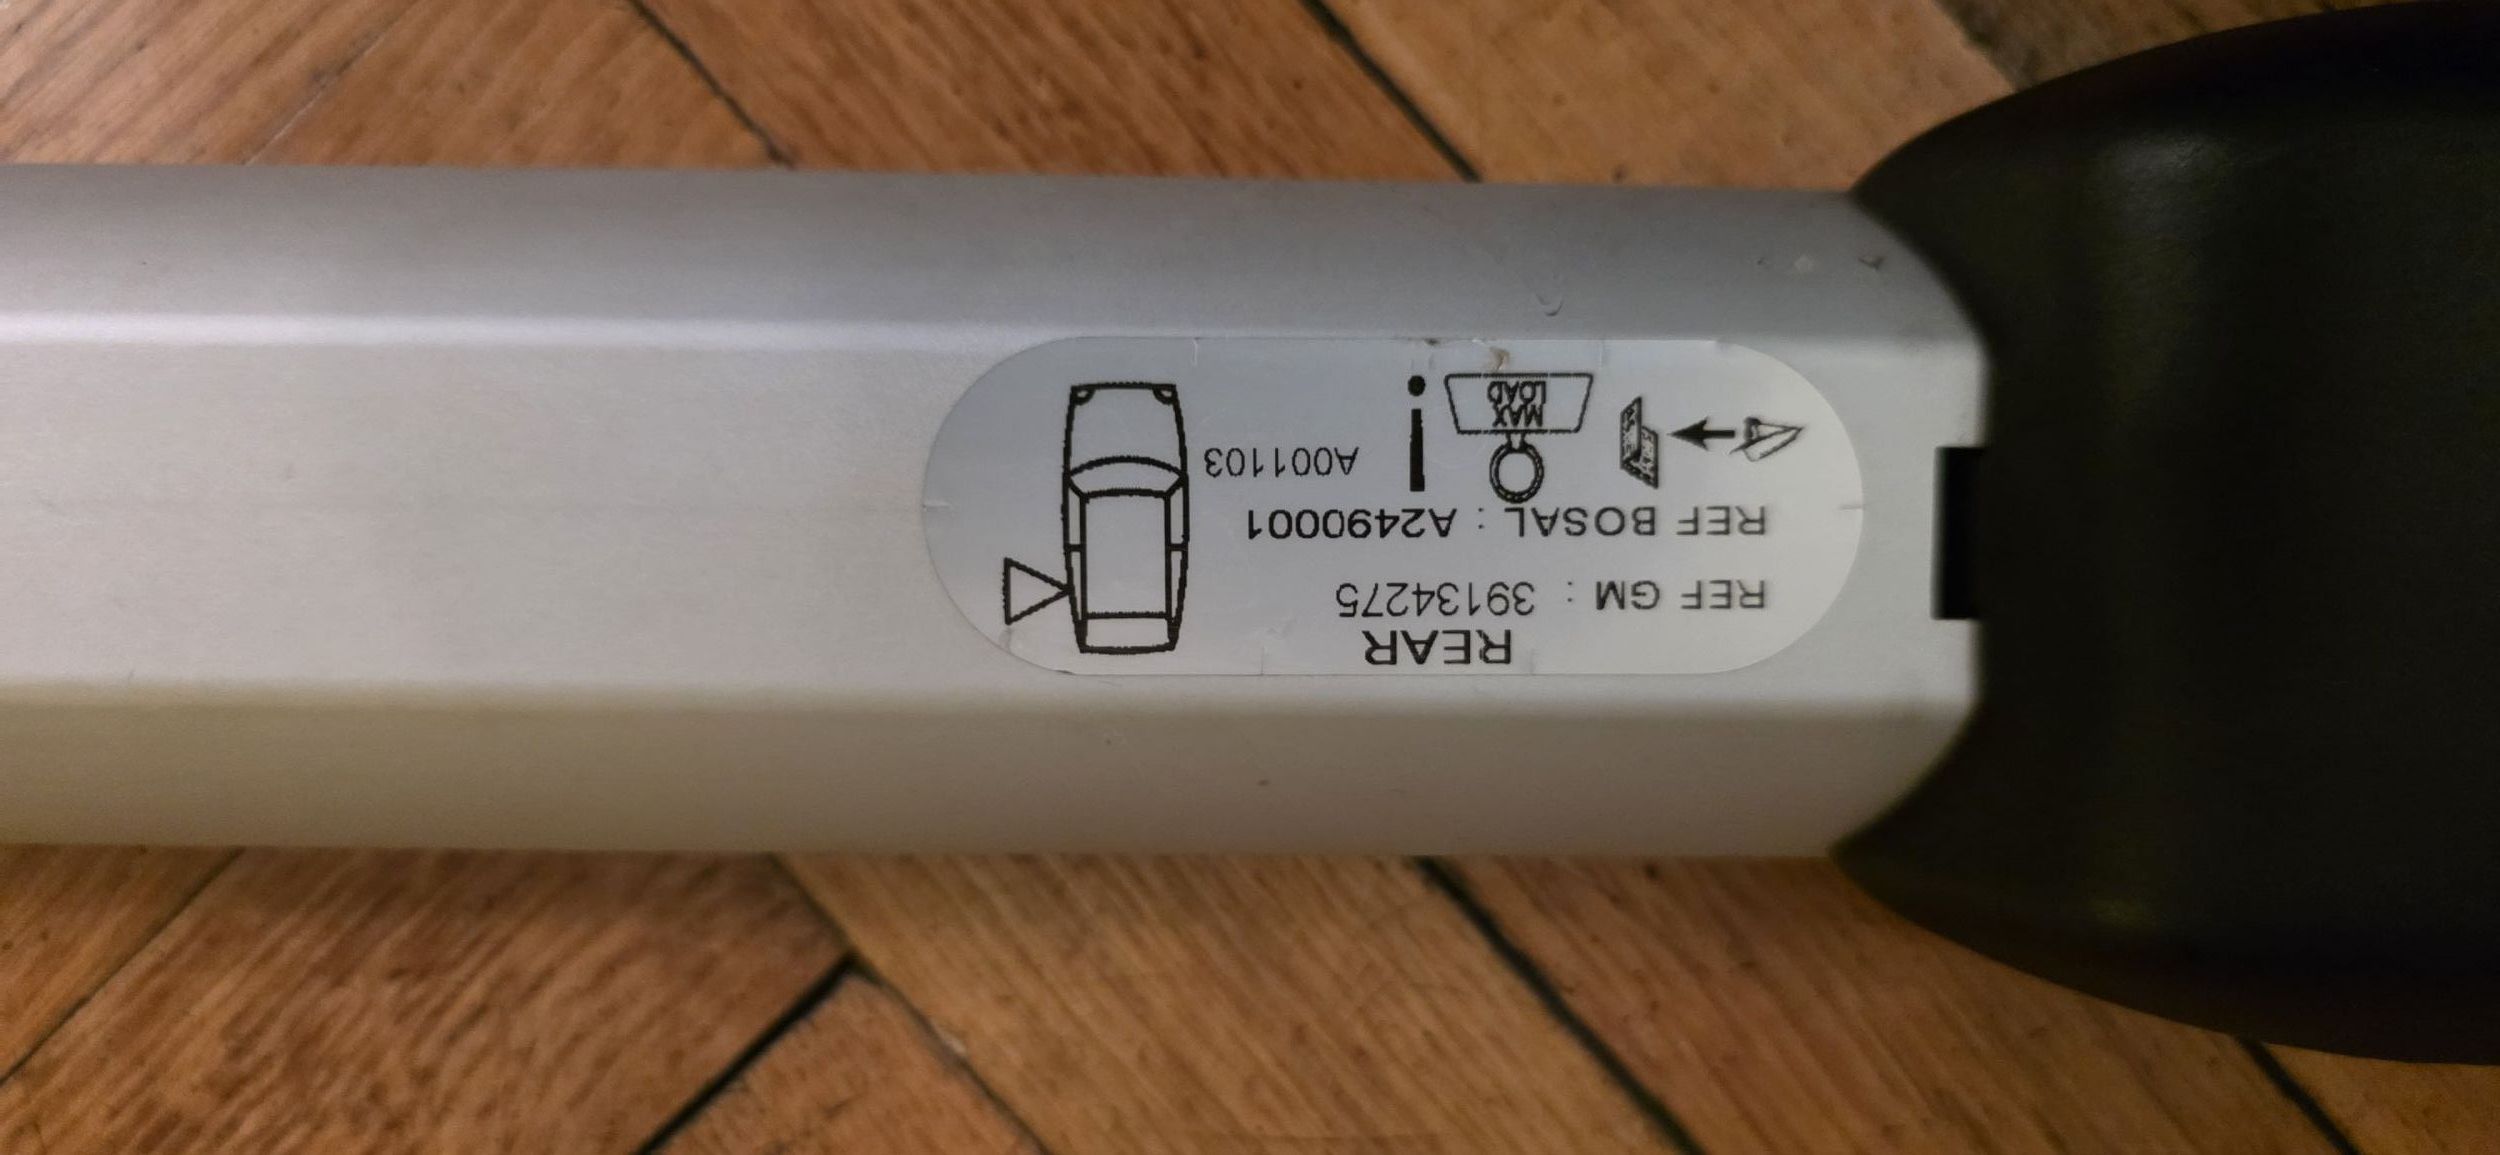 REAR
REF GM : 39134275
REF BOSAL : A2490001
A001103
MAX
LOAD
i